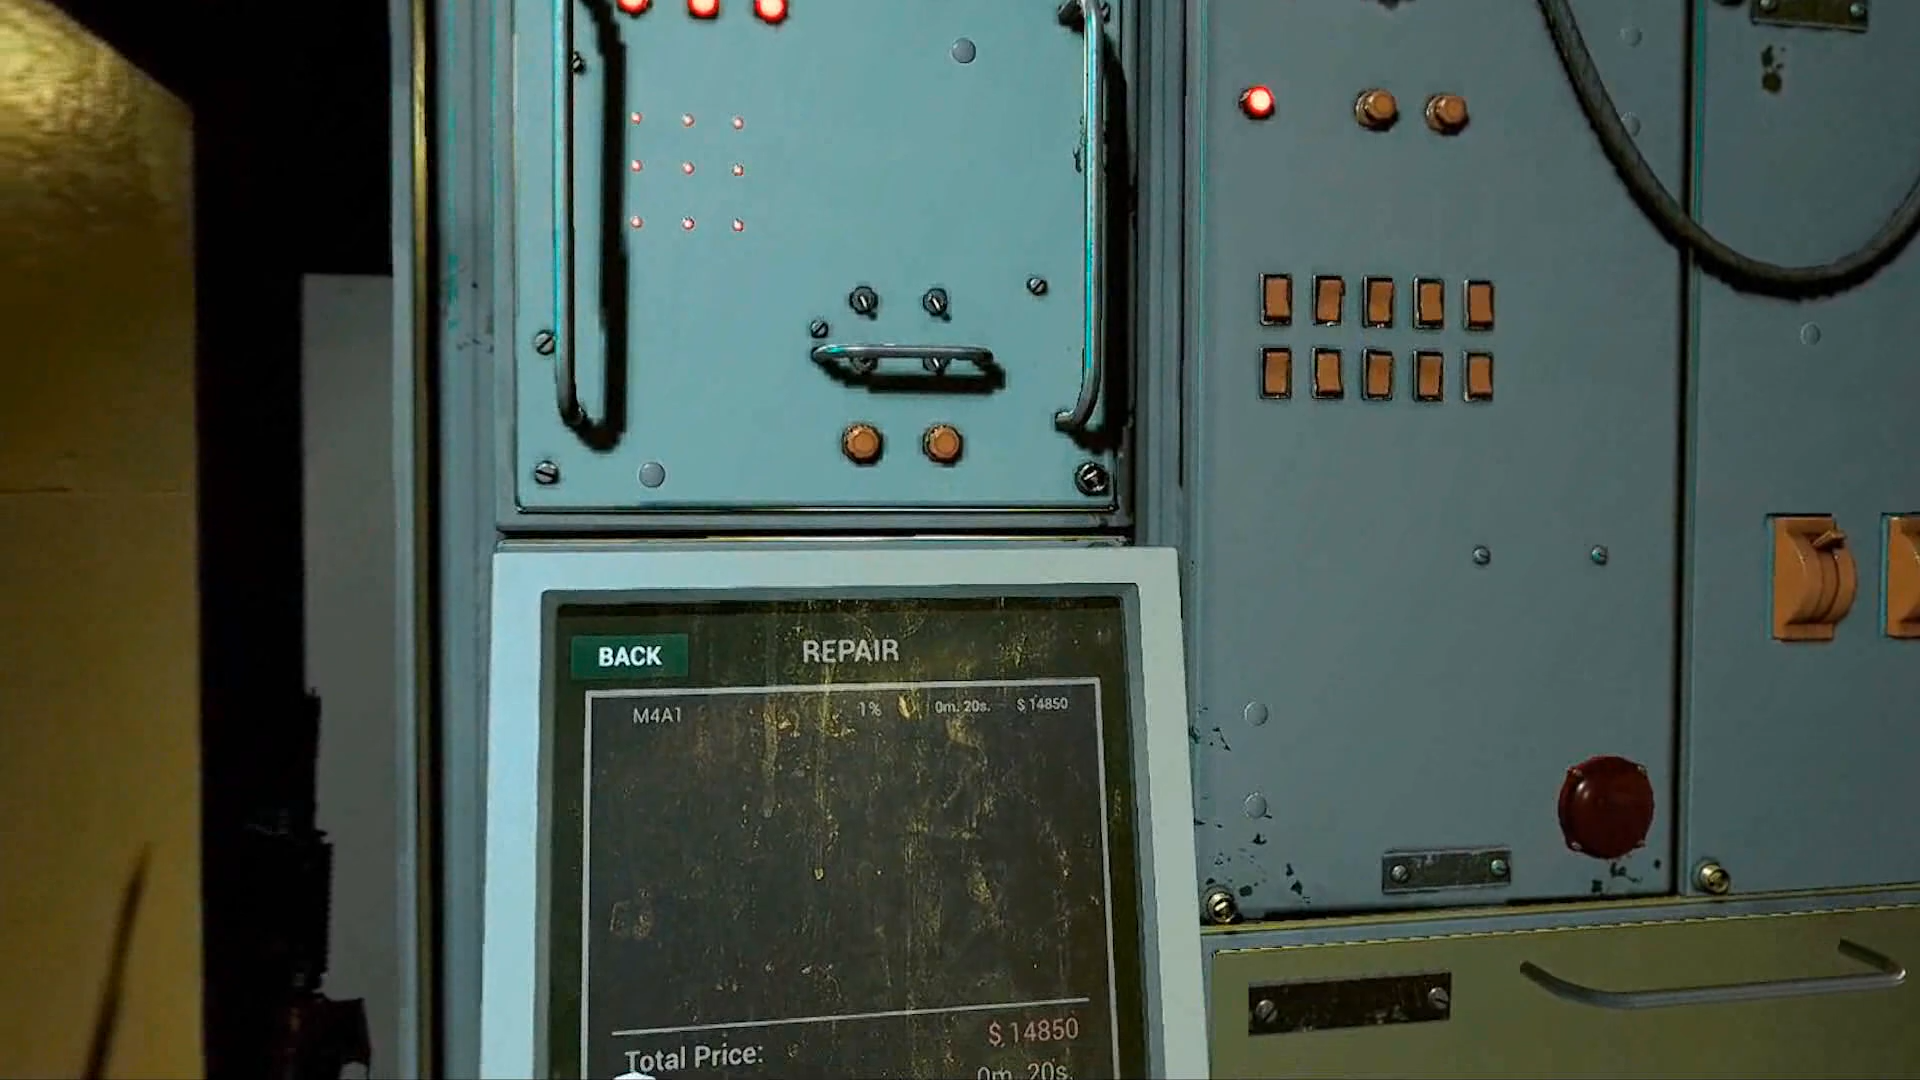 BACK
REPAIR
M4A1 1% 0m. 20s. $ 14850
$ 14850
Total Price:
0m. 20s.